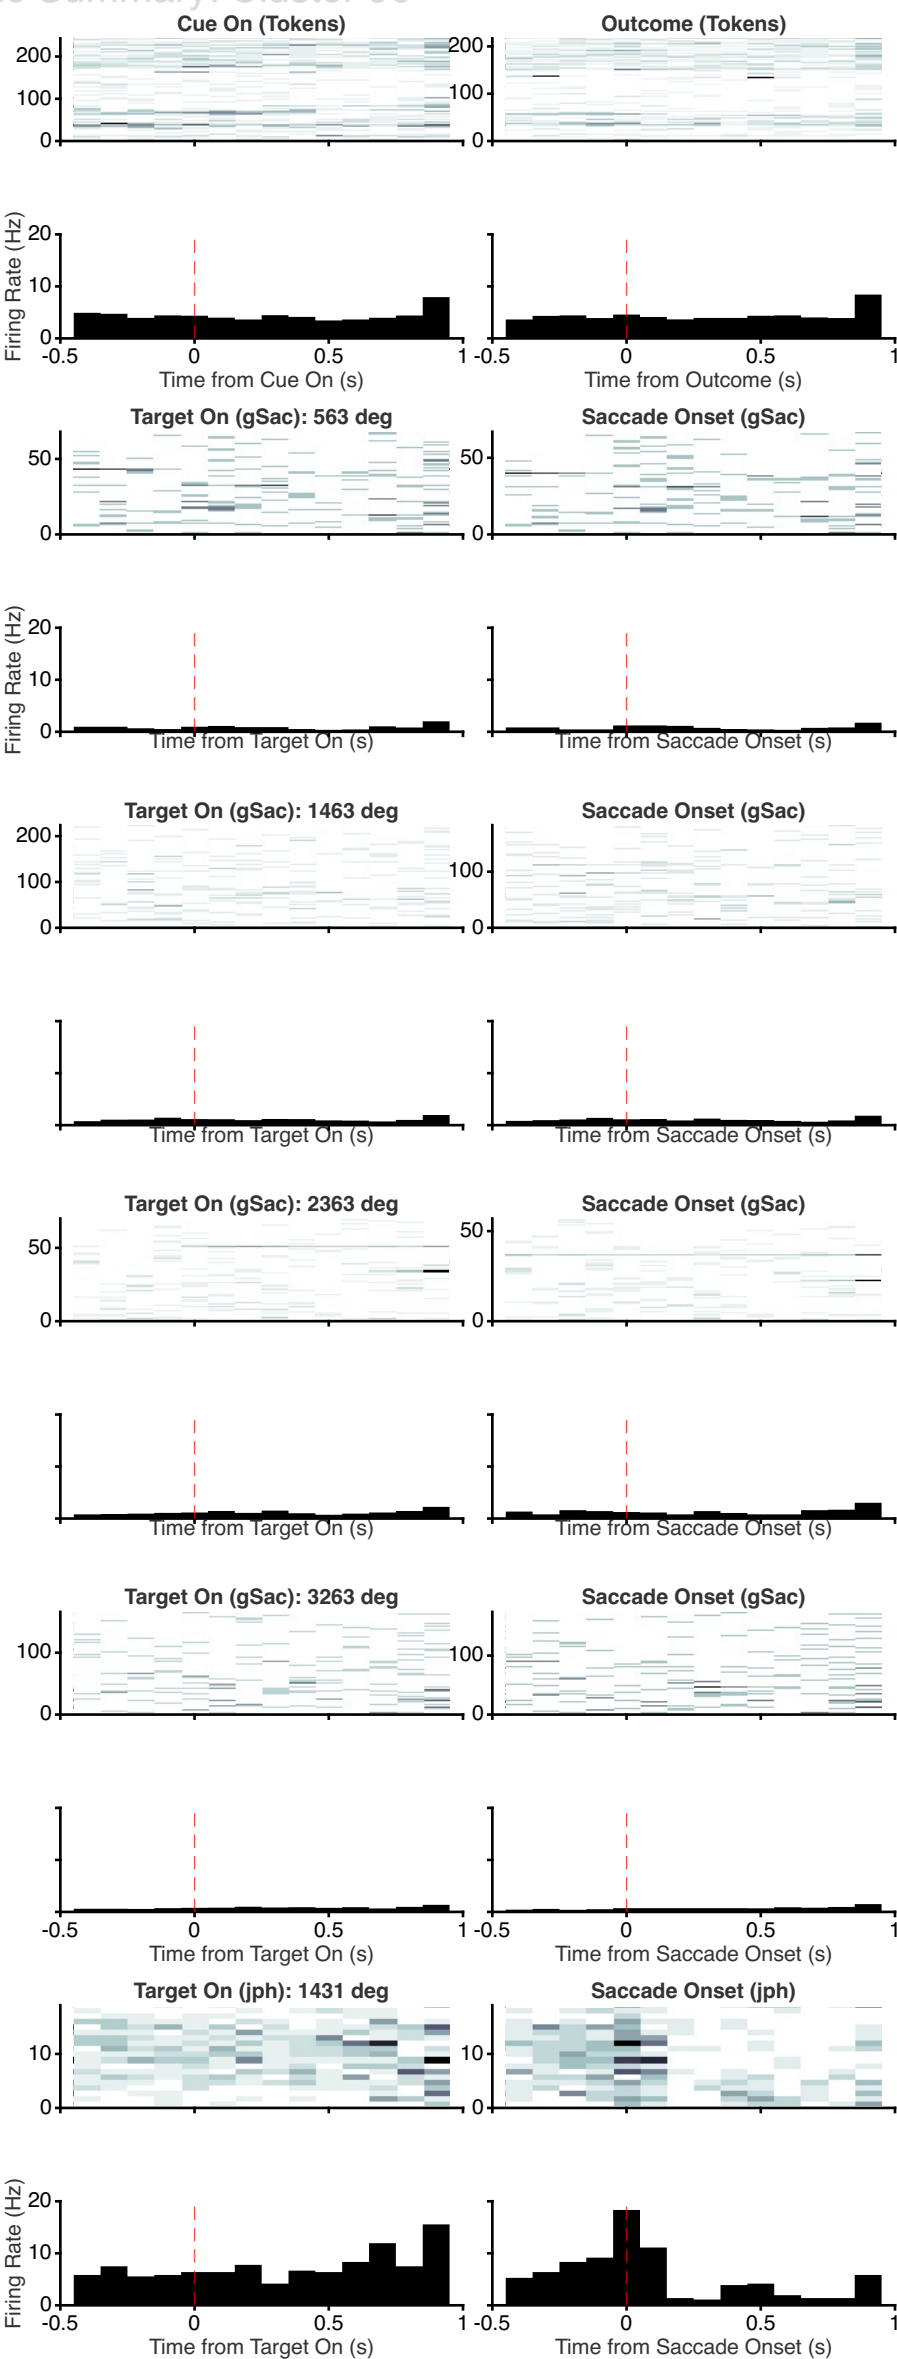 Summary: Cluster
Cue On (Tokens) Outcome (Tokens)
200 200
100 100
0 0
Firing Rate (Hz)
20
10
0
-0.5 0 0.5 1 -0.5 0 0.5 1
Time from Cue On (s) Time from Outcome (s)
Target On (gSac): 563 deg Saccade Onset (gSac)
50 50
0 0
Firing Rate (Hz)
20
10
0
Time from Target On (s) Time from Saccade Onset (s)
Target On (gSac): 1463 deg Saccade Onset (gSac)
200
100 100
0 0
Time from Target On (s) Time from Saccade Onset (s)
Target On (gSac): 2363 deg Saccade Onset (gSac)
50 50
0 0
Time from Target On (s) Time from Saccade Onset (s)
Target On (gSac): 3263 deg Saccade Onset (gSac)
100 100
0 0
-0.5 0 0.5 1 -0.5 0 0.5 1
Time from Target On (s) Time from Saccade Onset (s)
Target On (jph): 1431 deg Saccade Onset (jph)
10 10
0 0
Firing Rate (Hz)
20
10
0
-0.5 0 0.5 1 -0.5 0 0.5 1
Time from Target On (s) Time from Saccade Onset (s)